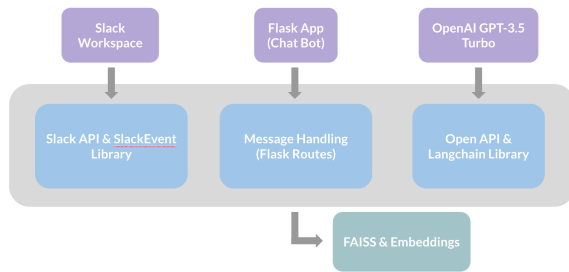 Slack
Workspace
Flask App
(Chat Bot)
OpenAI GPT-3.5
Turbo
Slack API & SlackEvent
Library
Message Handling
(Flask Routes)
Open API &
Langchain Library
FAISS & Embeddings